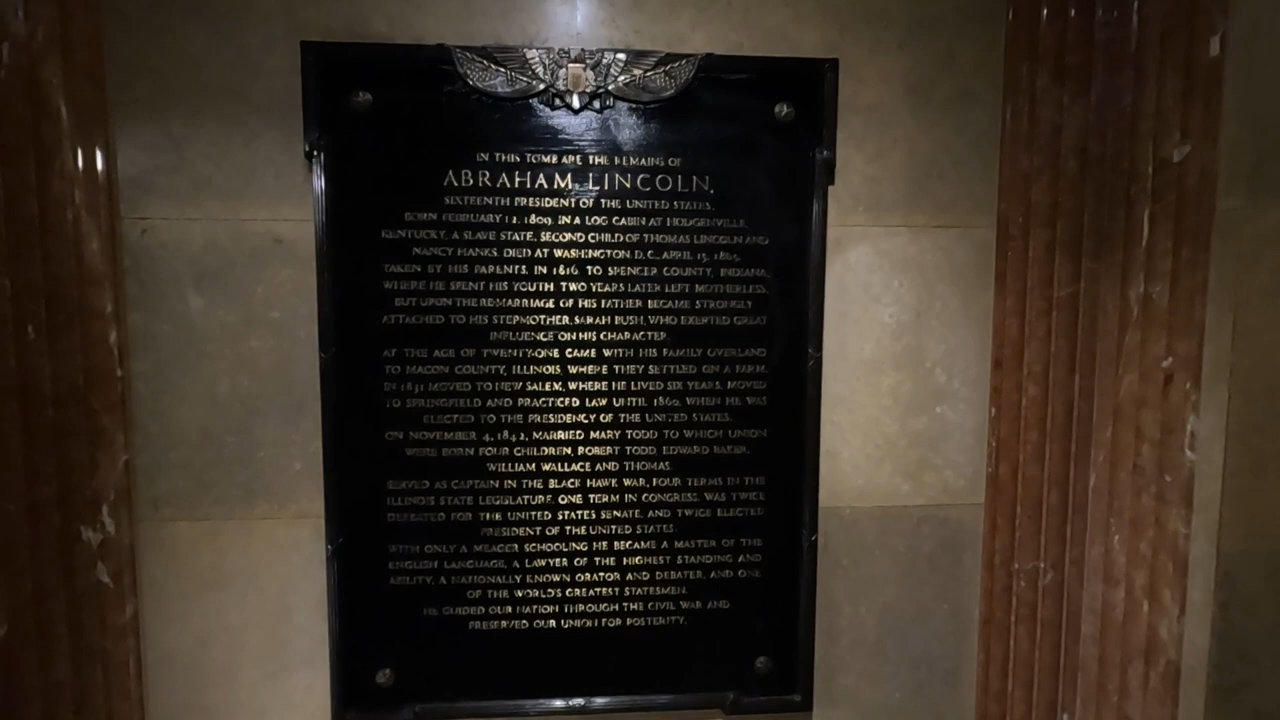 IN THIS TOMB ARE THE REMAINS OF
ABRAHAM LINCOLN,
SIXTEENTH PRESIDENT OF THE UNITED STATES.
BORN FEBRUARY 12, 1809, IN A LOG CABIN AT HODGENVILLE,
KENTUCKY, A SLAVE STATE, SECOND CHILD OF THOMAS LINCOLN AND
NANCY HANKS. DIED AT WASHINGTON, D. C., APRIL 15, 1865.
TAKEN BY HIS PARENTS, IN 1816, TO SPENCER COUNTY, INDIANA,
WHERE HE SPENT HIS YOUTH. TWO YEARS LATER LEFT MOTHERLESS,
BUT UPON THE REMARRIAGE OF HIS FATHER BECAME STRONGLY
ATTACHED TO HIS STEPMOTHER, SARAH BUSH, WHO EXERTED GREAT
INFLUENCE ON HIS CHARACTER.
AT THE AGE OF TWENTY-ONE CAME WITH HIS FAMILY OVERLAND
TO MACON COUNTY, ILLINOIS, WHERE THEY SETTLED ON A FARM.
IN 1831 MOVED TO NEW SALEM, WHERE HE LIVED SIX YEARS. MOVED
TO SPRINGFIELD AND PRACTICED LAW UNTIL 1860, WHEN HE WAS
ELECTED TO THE PRESIDENCY OF THE UNITED STATES.
ON NOVEMBER 4, 1842, MARRIED MARY TODD TO WHICH UNION
WERE BORN FOUR CHILDREN, ROBERT TODD, EDWARD BAKER,
WILLIAM WALLACE AND THOMAS.
SERVED AS CAPTAIN IN THE BLACK HAWK WAR, FOUR TERMS IN THE
ILLINOIS STATE LEGISLATURE, ONE TERM IN CONGRESS, WAS TWICE
DEFEATED FOR THE UNITED STATES SENATE, AND TWICE ELECTED
PRESIDENT OF THE UNITED STATES.
WITH ONLY A MEAGER SCHOOLING HE BECAME A MASTER OF THE
ENGLISH LANGUAGE, A LAWYER OF THE HIGHEST STANDING AND
ABILITY, A NATIONALLY KNOWN ORATOR AND DEBATER, AND ONE
OF THE WORLD'S GREATEST STATESMEN.
HE GUIDED OUR NATION THROUGH THE CIVIL WAR AND
PRESERVED OUR UNION FOR POSTERITY.